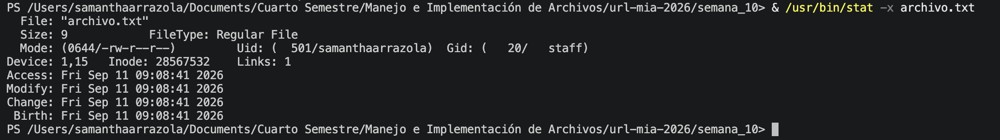 PS /Users/samanthaarrazola/Documents/Cuarto Semestre/Manejo e Implementación de Archivos/url-mia-2026/semana_10> & /usr/bin/stat -x archivo.txt
  File: "archivo.txt"
  Size: 9            FileType: Regular File
  Mode: (0644/-rw-r--r--)         Uid: (  501/samanthaarrazola)  Gid: (   20/   staff)
Device: 1,15   Inode: 28567532    Links: 1
Access: Fri Sep 11 09:08:41 2026
Modify: Fri Sep 11 09:08:41 2026
Change: Fri Sep 11 09:08:41 2026
 Birth: Fri Sep 11 09:08:41 2026
PS /Users/samanthaarrazola/Documents/Cuarto Semestre/Manejo e Implementación de Archivos/url-mia-2026/semana_10>